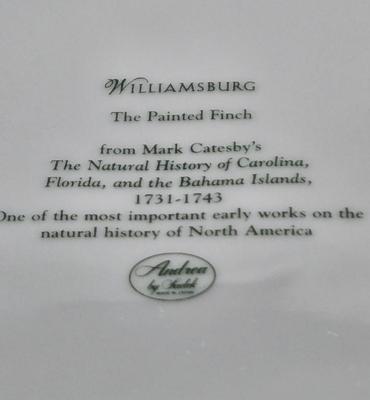 WILLIAMSBURG
The Painted Finch
from Mark Catesby's
The Natural History of Carolina,
Florida, and the Bahama Islands,
1731-1743
One of the most important early works on the
natural history of North America
Andrea
by Sadek